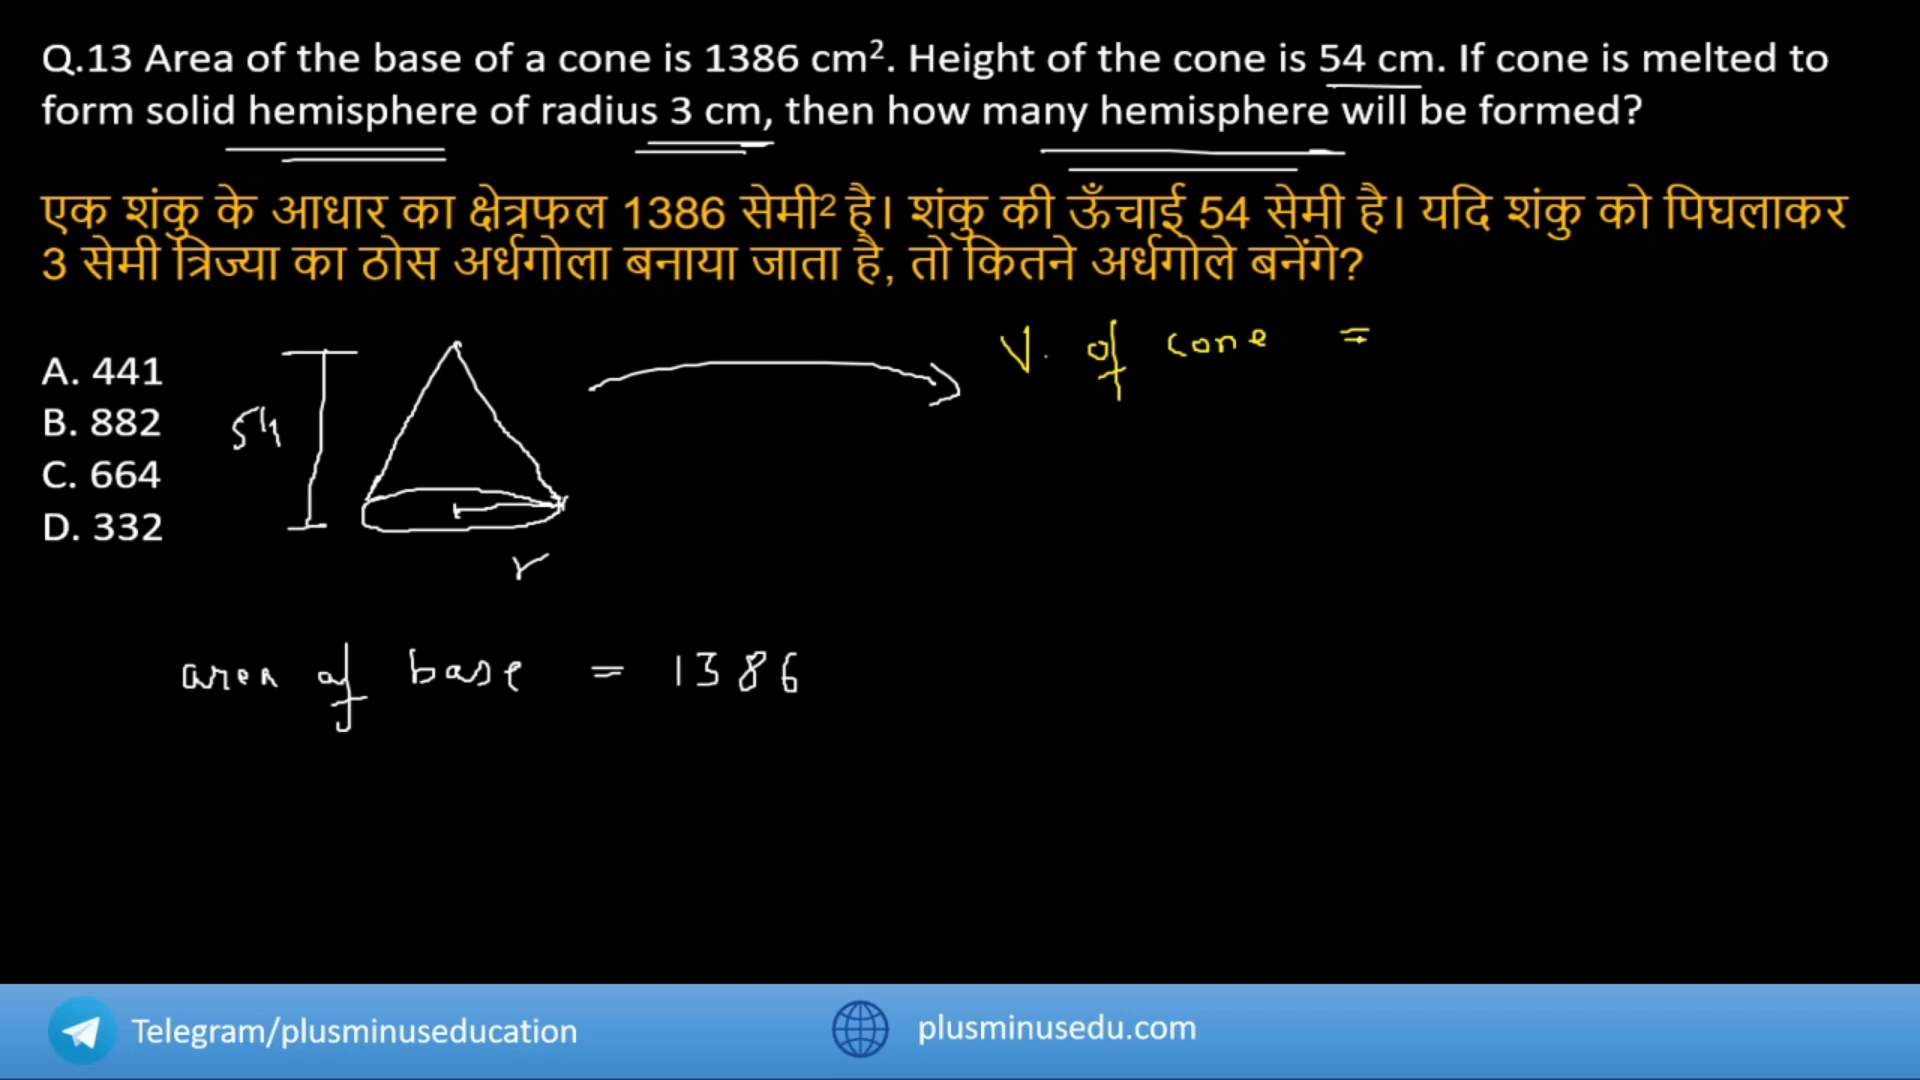 Q.13 Area of the base of a cone is 1386 cm². Height of the cone is 54 cm. If cone is melted to
form solid hemisphere of radius 3 cm, then how many hemisphere will be formed?
एक शंकु के आधार का क्षेत्रफल 1386 सेमी² है। शंकु की ऊँचाई 54 सेमी है। यदि शंकु को पिघलाकर
3 सेमी त्रिज्या का ठोस अर्धगोला बनाया जाता है, तो कितने अर्धगोले बनेंगे?
A. 441
B. 882
C. 664
D. 332
54
r
V. of cone =
area of base = 1386
Telegram/plusminuseducation
plusminusedu.com